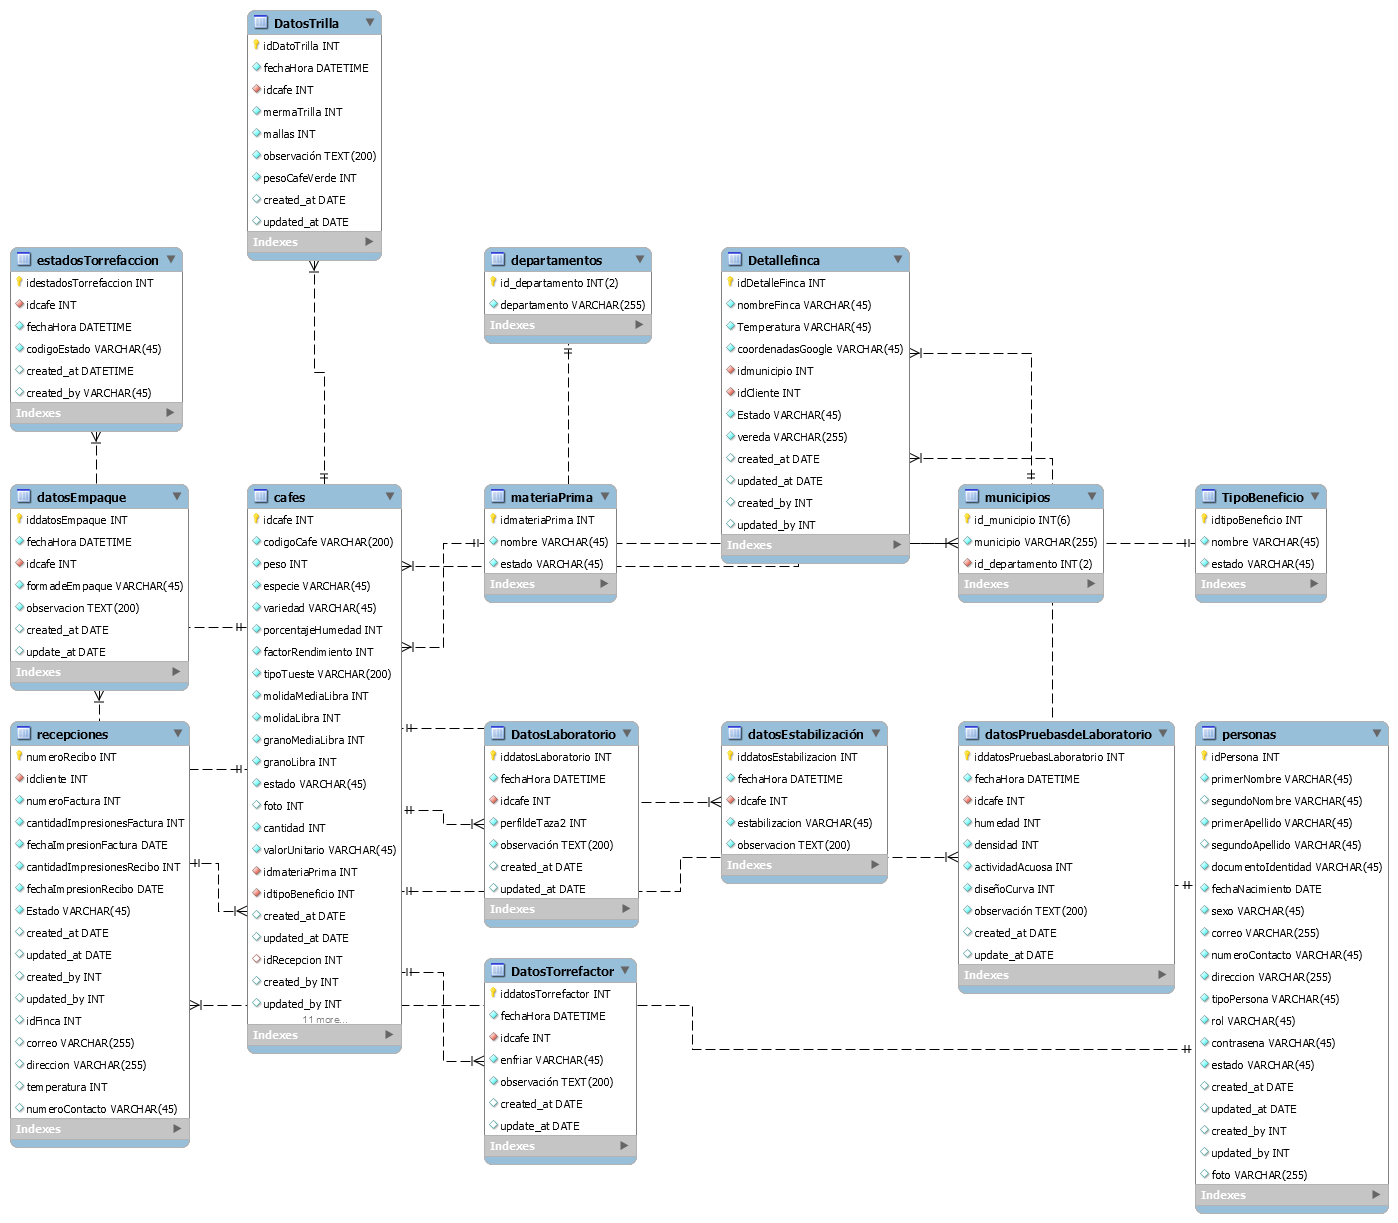 DatosTrilla
idDatoTrilla INT
fechaHora DATETIME
idcafe INT
mermaTrilla INT
mallas INT
observación TEXT(200)
pesoCafeVerde INT
created_at DATE
updated_at DATE
Indexes
estadosTorrefaccion
idestadosTorrefaccion INT
idcafe INT
fechaHora DATETIME
codigoEstado VARCHAR(45)
created_at DATETIME
created_by VARCHAR(45)
Indexes
departamentos
id_departamento INT(2)
departamento VARCHAR(255)
Indexes
Detallefinca
idDetalleFinca INT
nombreFinca VARCHAR(45)
Temperatura VARCHAR(45)
coordenadasGoogle VARCHAR(45)
idmunicipio INT
idCliente INT
Estado VARCHAR(45)
vereda VARCHAR(255)
created_at DATE
updated_at DATE
created_by INT
updated_by INT
Indexes
datosEmpaque
iddatosEmpaque INT
fechaHora DATETIME
idcafe INT
formadeEmpaque VARCHAR(45)
observacion TEXT(200)
created_at DATE
update_at DATE
Indexes
cafes
idcafe INT
codigoCafe VARCHAR(200)
peso INT
especie VARCHAR(45)
variedad VARCHAR(45)
porcentajeHumedad INT
factorRendimiento INT
tipoTueste VARCHAR(200)
molidaMediaLibra INT
molidaLibra INT
granoMediaLibra INT
granoLibra INT
estado VARCHAR(45)
foto INT
cantidad INT
valorUnitario VARCHAR(45)
idmateriaPrima INT
idtipoBeneficio INT
created_at DATE
updated_at DATE
idRecepcion INT
created_by INT
updated_by INT
11 more...
Indexes
materiaPrima
idmateriaPrima INT
nombre VARCHAR(45)
estado VARCHAR(45)
Indexes
municipios
id_municipio INT(6)
municipio VARCHAR(255)
id_departamento INT(2)
Indexes
TipoBeneficio
idtipoBeneficio INT
nombre VARCHAR(45)
estado VARCHAR(45)
Indexes
recepciones
numeroRecibo INT
idcliente INT
numeroFactura INT
cantidadImpresionesFactura INT
fechaImpresionFactura DATE
cantidadImpresionesRecibo INT
fechaImpresionRecibo DATE
Estado VARCHAR(45)
created_at DATE
updated_at DATE
created_by INT
updated_by INT
idFinca INT
correo VARCHAR(255)
direccion VARCHAR(255)
temperatura INT
numeroContacto VARCHAR(45)
Indexes
DatosLaboratorio
iddatosLaboratorio INT
fechaHora DATETIME
idcafe INT
perfildeTaza2 INT
observación TEXT(200)
created_at DATE
updated_at DATE
Indexes
datosEstabilización
iddatosEstabilizacion INT
fechaHora DATETIME
idcafe INT
estabilizacion VARCHAR(45)
observacion TEXT(200)
Indexes
datosPruebasdeLaboratorio
iddatosPruebasLaboratorio INT
fechaHora DATETIME
idcafe INT
humedad INT
densidad INT
actividadAcuosa INT
diseñoCurva INT
observación TEXT(200)
created_at DATE
update_at DATE
Indexes
personas
idPersona INT
primerNombre VARCHAR(45)
segundoNombre VARCHAR(45)
primerApellido VARCHAR(45)
segundoApellido VARCHAR(45)
documentoIdentidad VARCHAR(45)
fechaNacimiento DATE
sexo VARCHAR(45)
correo VARCHAR(255)
numeroContacto VARCHAR(45)
direccion VARCHAR(255)
tipoPersona VARCHAR(45)
rol VARCHAR(45)
contrasena VARCHAR(45)
estado VARCHAR(45)
created_at DATE
updated_at DATE
created_by INT
updated_by INT
foto VARCHAR(255)
Indexes
DatosTorrefactor
iddatosTorrefactor INT
fechaHora DATETIME
idcafe INT
enfriar VARCHAR(45)
observación TEXT(200)
created_at DATE
update_at DATE
Indexes